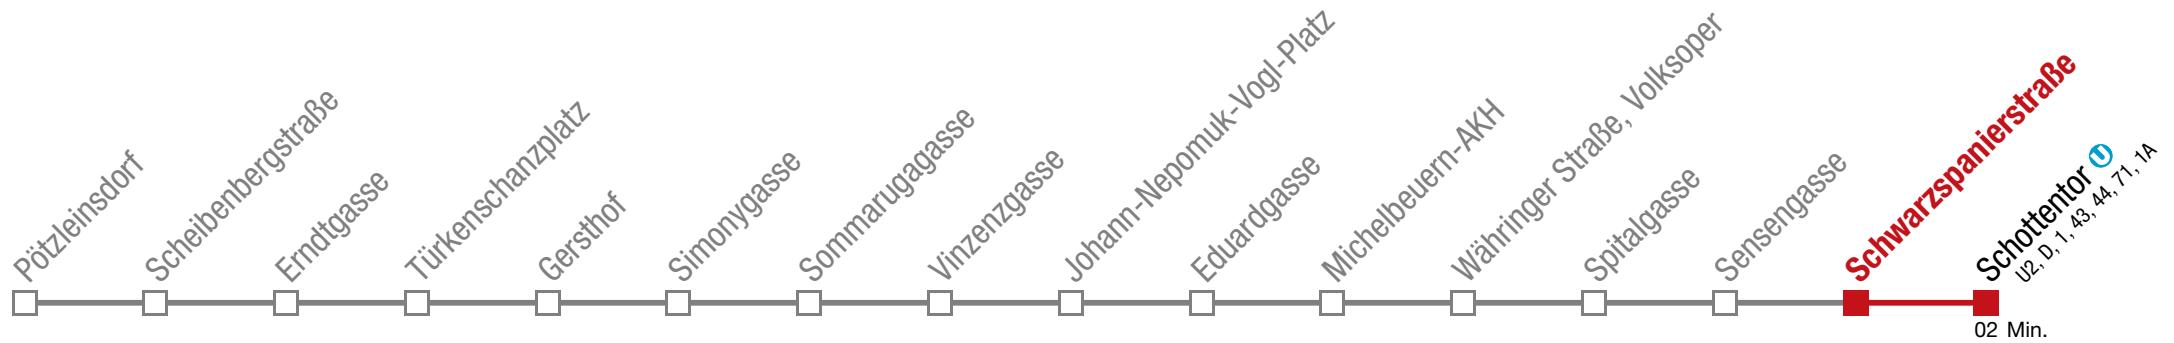 Pötzleinsdorf
Scheibenbergstraße
Erndtgasse
Türkenschanzplatz
Gersthof
Simonygasse
Sommarugagasse
Vinzenzgasse
Johann-Nepomuk-Vogl-Platz
Eduardgasse
Michelbeuern-AKH
Währinger Straße, Volksoper
Spitalgasse
Sensengasse
Schwarzspanierstraße
Schottentor U
U2, D, 1, 43, 44, 71, 1A
02 Min.